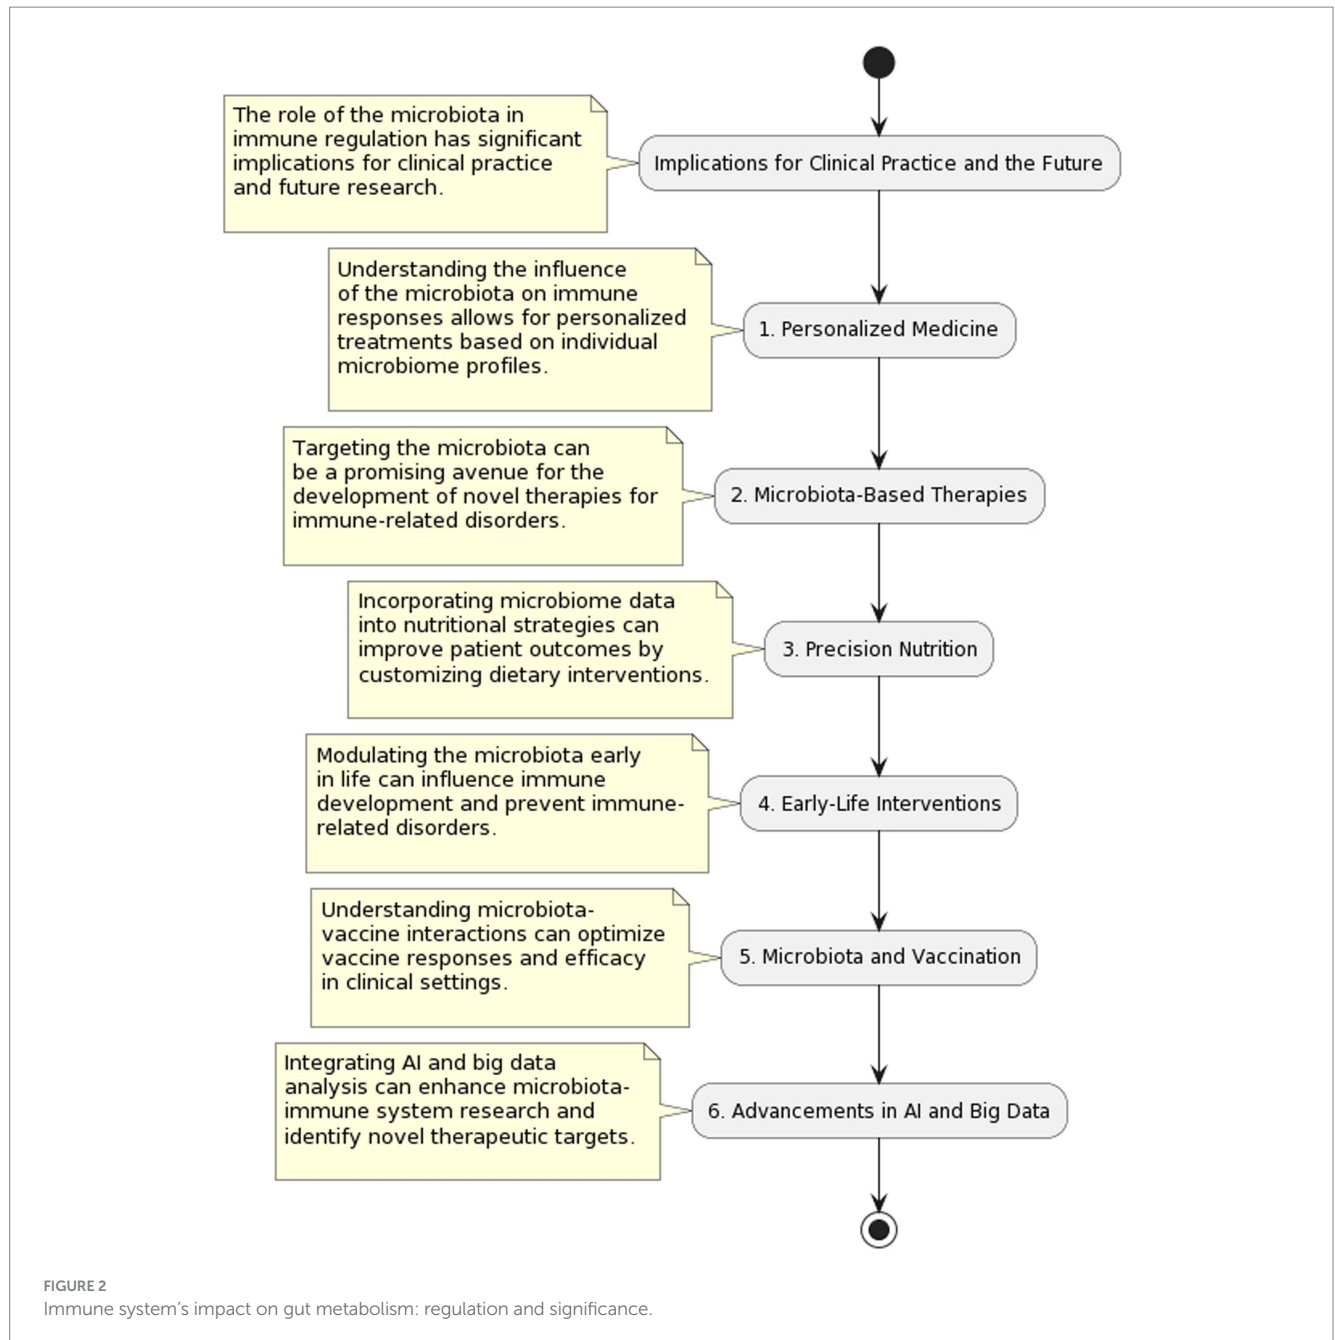 The role of the microbiota in
immune regulation has significant
implications for clinical practice
and future research.
Implications for Clinical Practice and the Future
Understanding the influence
of the microbiota on immune
responses allows for personalized
treatments based on individual
microbiome profiles.
1. Personalized Medicine
Targeting the microbiota can
be a promising avenue for the
development of novel therapies for
immune-related disorders.
2. Microbiota-Based Therapies
Incorporating microbiome data
into nutritional strategies can
improve patient outcomes by
customizing dietary interventions.
3. Precision Nutrition
Modulating the microbiota early
in life can influence immune
development and prevent immune-
related disorders.
4. Early-Life Interventions
Understanding microbiota-
vaccine interactions can optimize
vaccine responses and efficacy
in clinical settings.
5. Microbiota and Vaccination
Integrating AI and big data
analysis can enhance microbiota-
immune system research and
identify novel therapeutic targets.
6. Advancements in AI and Big Data
FIGURE 2
Immune system's impact on gut metabolism: regulation and significance.